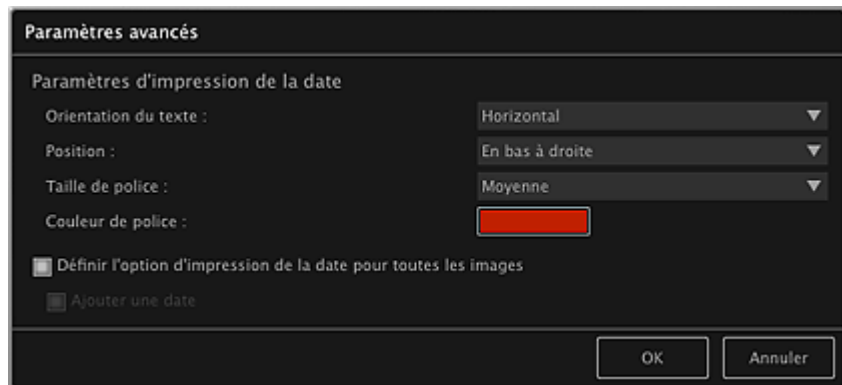 Paramètres avancés
Paramètres d'impression de la date
Orientation du texte : Horizontal
Position : En bas à droite
Taille de police : Moyenne
Couleur de police :
Définir l'option d'impression de la date pour toutes les images
Ajouter une date
OK Annuler